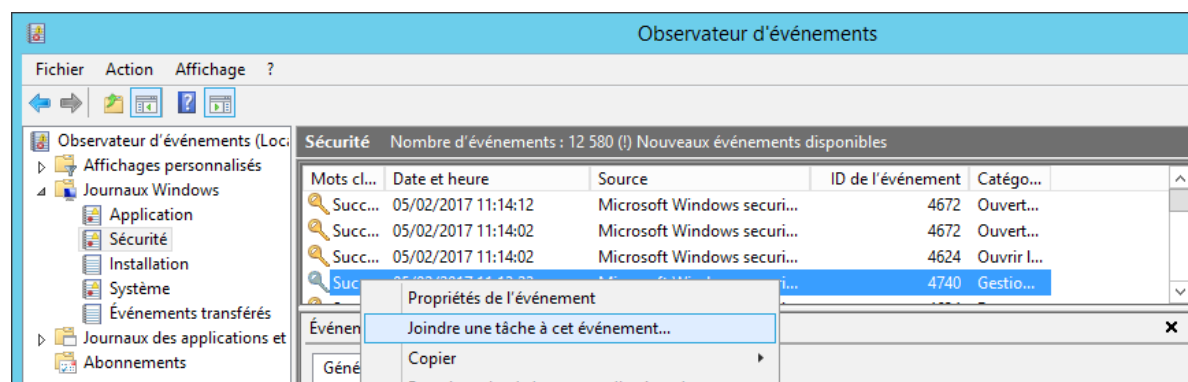 Observateur d'événements
Fichier Action Affichage ?
Observateur d'événements (Loca
Affichages personnalisés
Journaux Windows
Application
Sécurité
Installation
Système
Événements transférés
Journaux des applications et
Abonnements
Sécurité Nombre d'événements : 12 580 (!) Nouveaux événements disponibles
Mots cl... Date et heure Source ID de l'événement Catégo...
Succ... 05/02/2017 11:14:12 Microsoft Windows securi... 4672 Ouvert...
Succ... 05/02/2017 11:14:02 Microsoft Windows securi... 4672 Ouvert...
Succ... 05/02/2017 11:14:02 Microsoft Windows securi... 4624 Ouvrir l...
Suc 4740 Gestio...
Propriétés de l'événement
Événen
Joindre une tâche à cet événement...
Copier
Géné